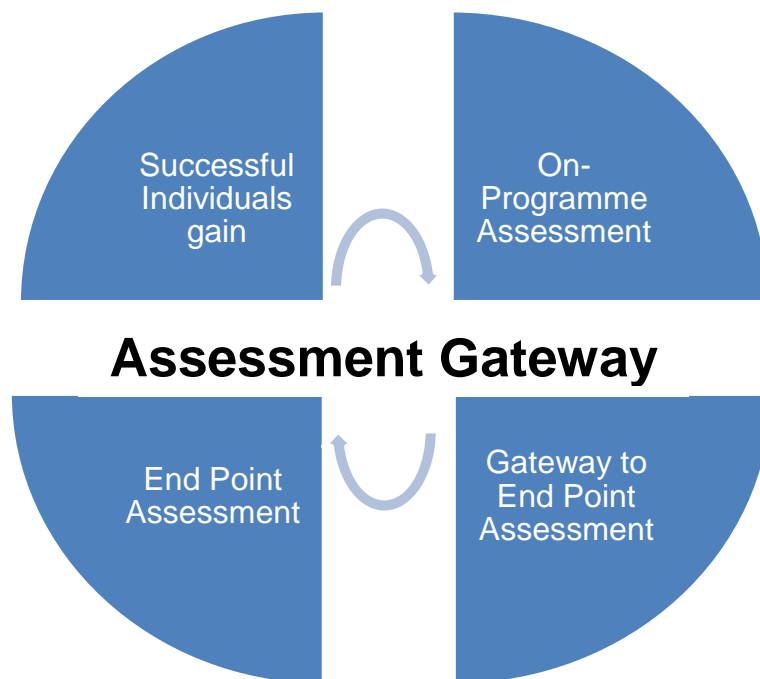 Successful
Individuals
gain
On-
Programme
Assessment
Assessment Gateway
End Point
Assessment
Gateway to
End Point
Assessment